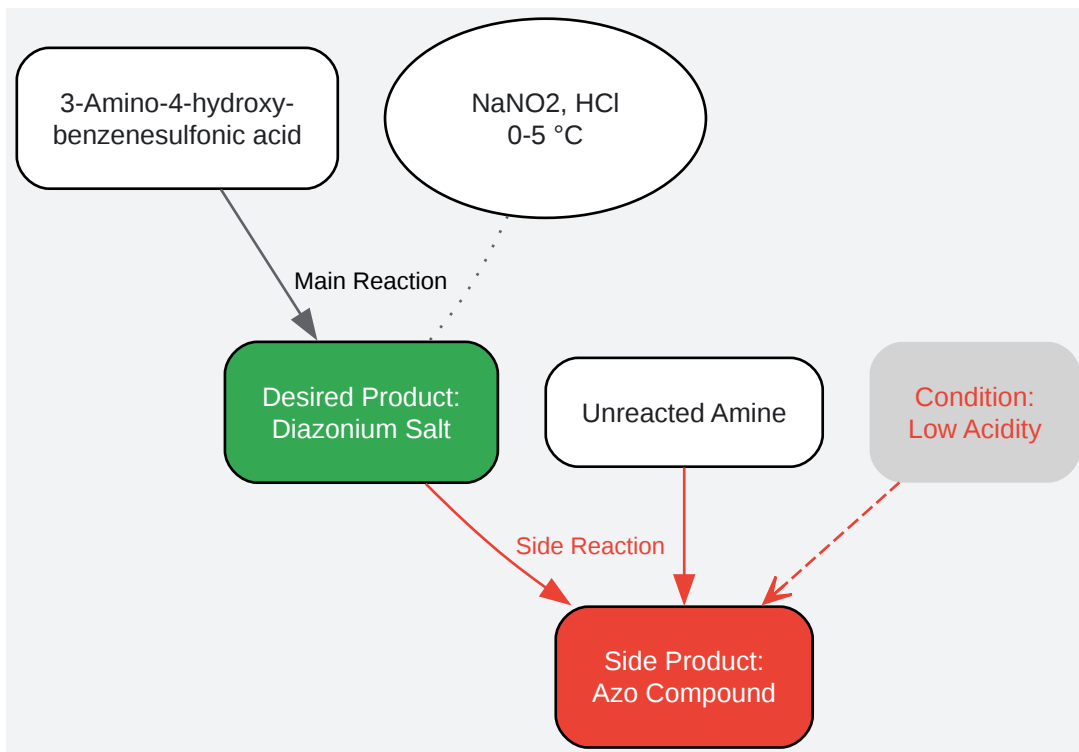 3-Amino-4-hydroxy-
benzenesulfonic acid
NaNO2, HCl
0-5 °C
Main Reaction
Desired Product:
Diazonium Salt
Unreacted Amine
Condition:
Low Acidity
Side Reaction
Side Product:
Azo Compound